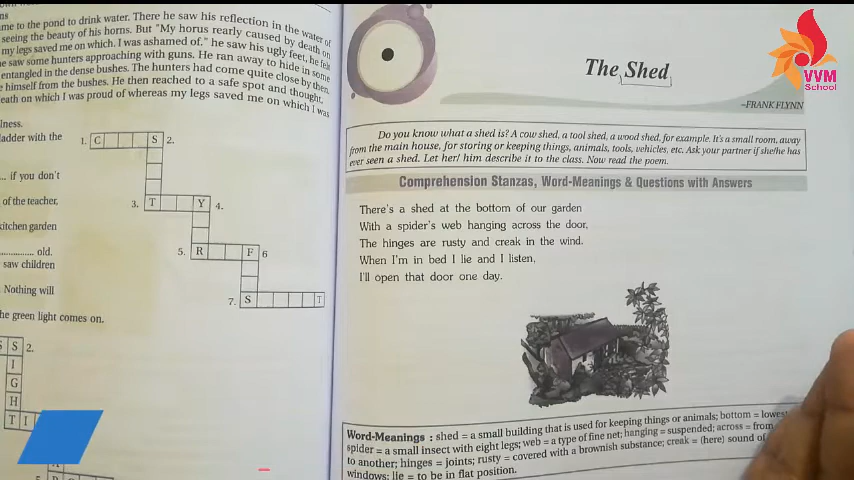 me to the pond to drink water. There he saw his reflection in the water of
seeing the beauty of his horns. But "My horus rearly caused by death on
my legs saved me on which. I was ashamed of." he saw his ugly feet, he felt
e saw some hunters approaching with guns. He ran away to hide in some
entangled in the dense bushes. The hunters had come quite close by then.
e himself from the bushes. He then reached to a safe spot and thought,
eath on which I was proud of whereas my legs saved me on which I was
lness.
ladder with the
... if you don't
of the teacher,
kitchen garden
old.
saw children
Nothing will
he green light comes on.
1. C S 2.
3. T Y 4.
5. R F 6
7. S T
S S 2.
I
G
H
T I
The Shed
–FRANK FLYNN
Do you know what a shed is? A cow shed, a tool shed, a wood shed, for example. It's a small room, away
from the main house, for storing or keeping things, animals, tools, vehicles, etc. Ask your partner if she/he has
ever seen a shed. Let her/ him describe it to the class. Now read the poem.
Comprehension Stanzas, Word-Meanings & Questions with Answers
There's a shed at the bottom of our garden
With a spider's web hanging across the door,
The hinges are rusty and creak in the wind.
When I'm in bed I lie and I listen,
I'll open that door one day.
Word-Meanings : shed = a small building that is used for keeping things or animals; bottom = lowest
spider = a small insect with eight legs; web = a type of fine net; hanging = suspended; across = from
to another; hinges = joints; rusty = covered with a brownish substance; creak = (here) sound of
windows; lie = to be in flat position.
VVM
School